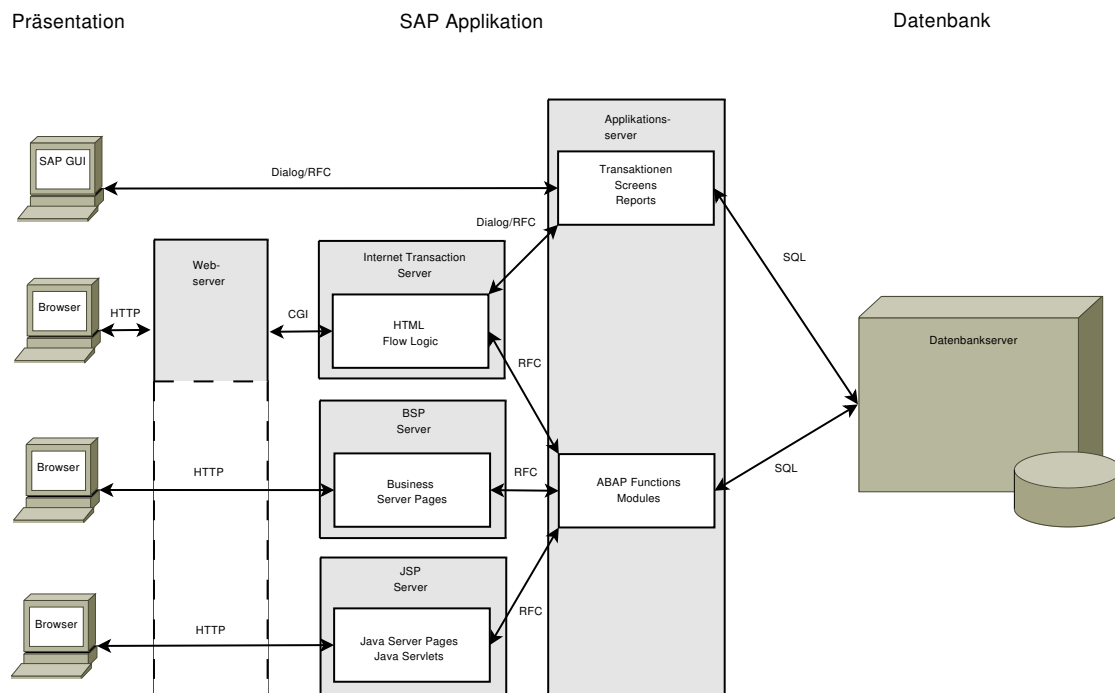 Präsentation
SAP Applikation
Datenbank
Applikations-
server
SAP GUI
Dialog/RFC
Transaktionen
Screens
Reports
Dialog/RFC
Web-
server
Internet Transaction
Server
SQL
Browser
HTTP
CGI
HTML
Flow Logic
Datenbankserver
RFC
BSP
Server
Browser
HTTP
Business
Server Pages
RFC
ABAP Functions
Modules
SQL
JSP
Server
Browser
HTTP
Java Server Pages
Java Servlets
RFC